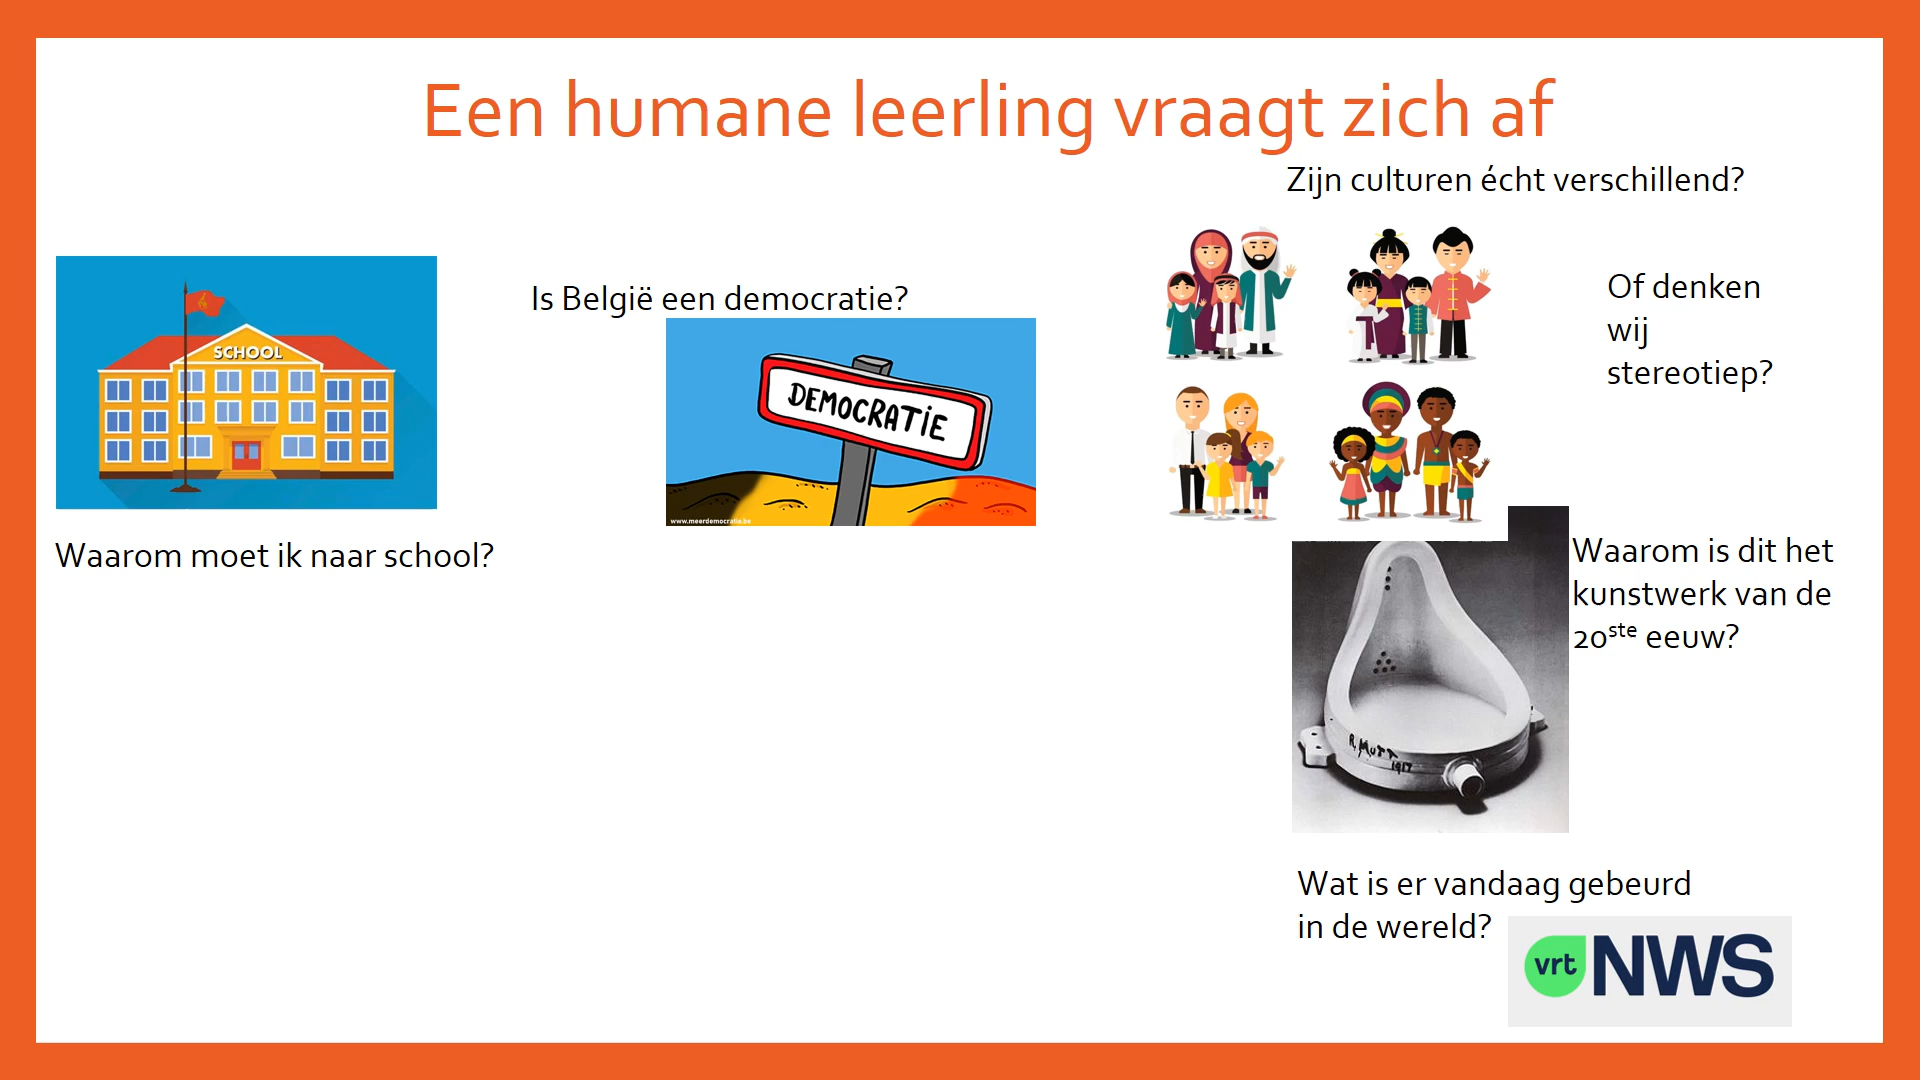 Een humane leerling vraagt zich af
Zijn culturen écht verschillend?
Of denken
wij
stereotiep?
Is België een democratie?
DEMOCRATIE
www.meerdemocratie.be
SCHOOL
Waarom moet ik naar school?
Waarom is dit het
kunstwerk van de
20ste eeuw?
R. MUTT
1917
Wat is er vandaag gebeurd
in de wereld?
vrt NWS